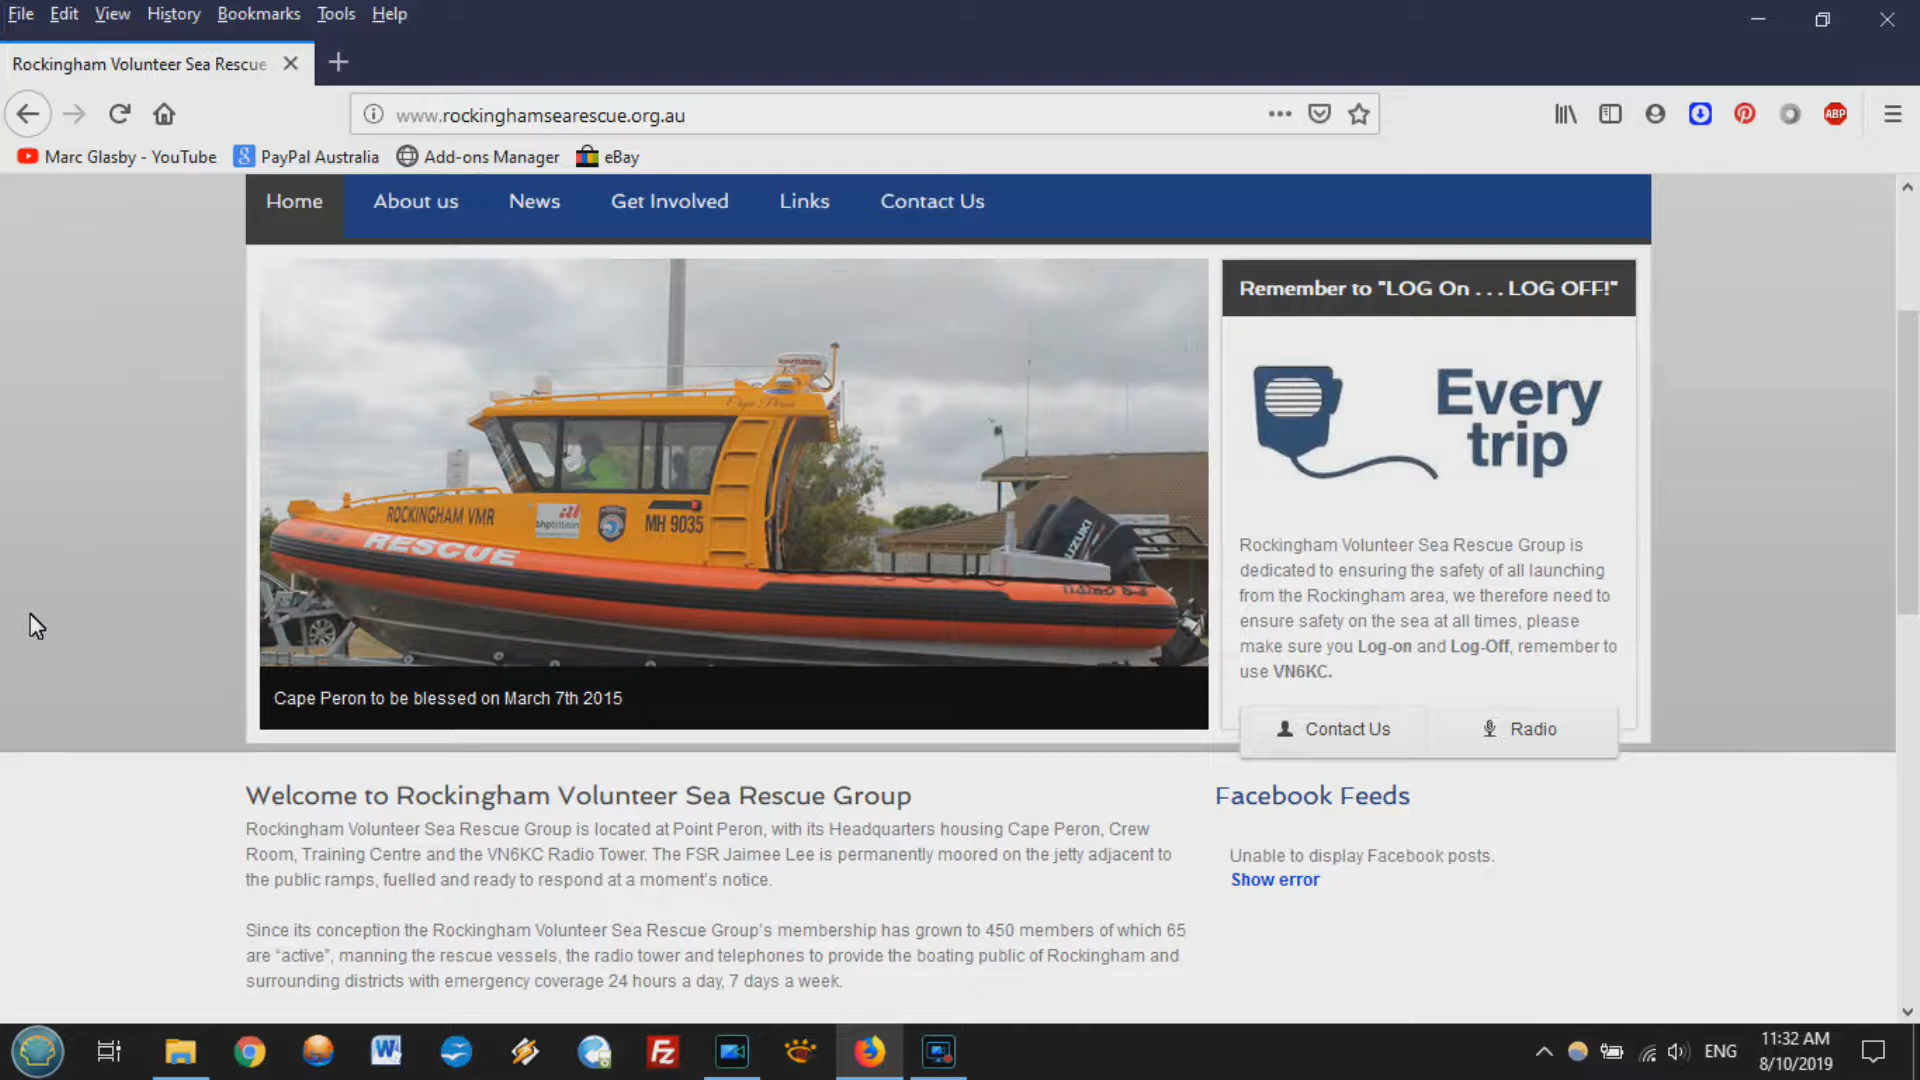 File Edit View History Bookmarks Tools Help
Rockingham Volunteer Sea Rescue
www.rockinghamsearescue.org.au
ABP
Marc Glasby - YouTube PayPal Australia Add-ons Manager eBay
Home About us News Get Involved Links Contact Us
Remember to "LOG On . . . LOG OFF!"
Every
trip
Cape Peron
ROCKINGHAM VMR
bhpbilliton
MH 9035
RESCUE
SUZUKI
Rockingham Volunteer Sea Rescue Group is
dedicated to ensuring the safety of all launching
from the Rockingham area, we therefore need to
ensure safety on the sea at all times, please
make sure you Log-on and Log-Off, remember to
use VN6KC.
Cape Peron to be blessed on March 7th 2015
Contact Us Radio
Welcome to Rockingham Volunteer Sea Rescue Group
Rockingham Volunteer Sea Rescue Group is located at Point Peron, with its Headquarters housing Cape Peron, Crew
Room, Training Centre and the VN6KC Radio Tower. The FSR Jaimee Lee is permanently moored on the jetty adjacent to
the public ramps, fuelled and ready to respond at a moment's notice.
Since its conception the Rockingham Volunteer Sea Rescue Group's membership has grown to 450 members of which 65
are “active”, manning the rescue vessels, the radio tower and telephones to provide the boating public of Rockingham and
surrounding districts with emergency coverage 24 hours a day, 7 days a week.
Facebook Feeds
Unable to display Facebook posts.
Show error
ENG
11:32 AM
8/10/2019